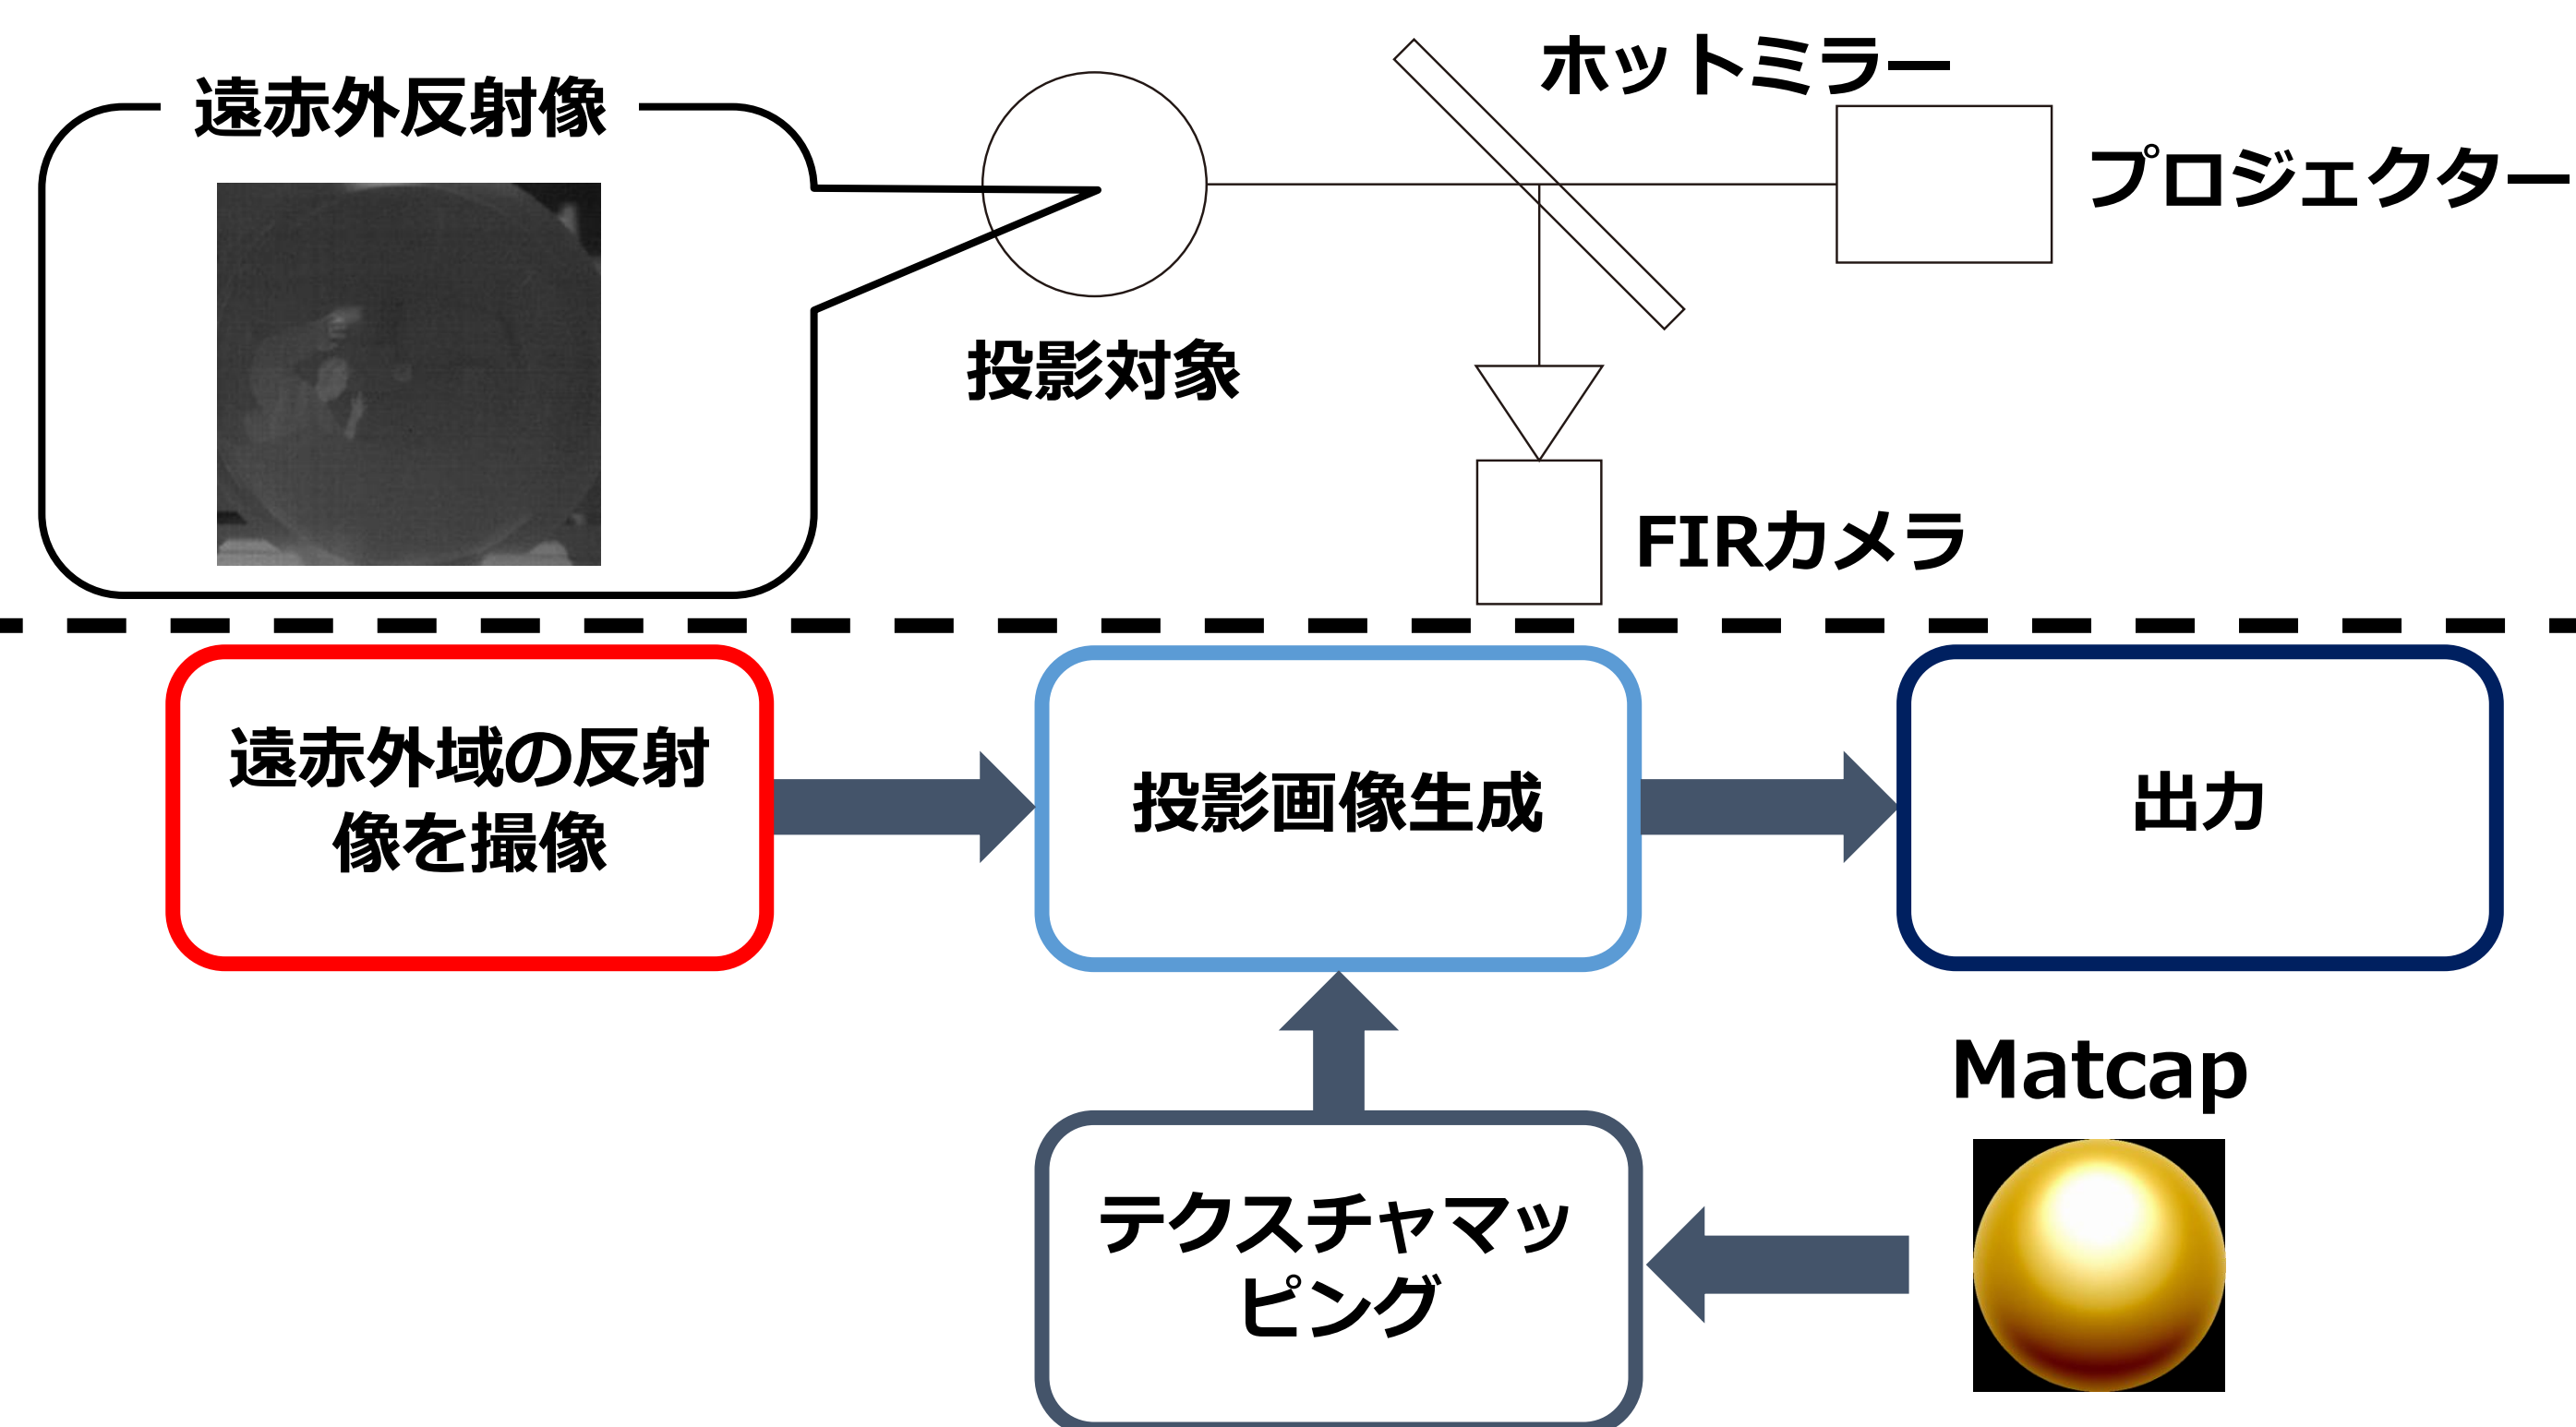 ホットミラー
遠赤外反射像
プロジェクター
投影対象
FIRカメラ
遠赤外域の反射
像を撮像
投影画像生成
出力
Matcap
テクスチャマッ
ピング